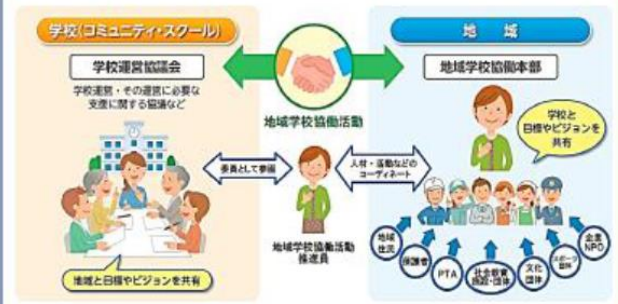 学校(コミュニティ・スクール)
学校運営協議会
学校運営・その運営に必要な
支援に関する協議など
地域と目標やビジョンを共有
地域学校協働活動
委員として参画
人材・活動などの
コーディネート
地域学校協働活動
推進員
地域
地域学校協働本部
学校と
目標やビジョンを
共有
地域
住民
保護者
PTA
社会教育
施設・団体
文化
団体
スポーツ
団体
企業
NPO